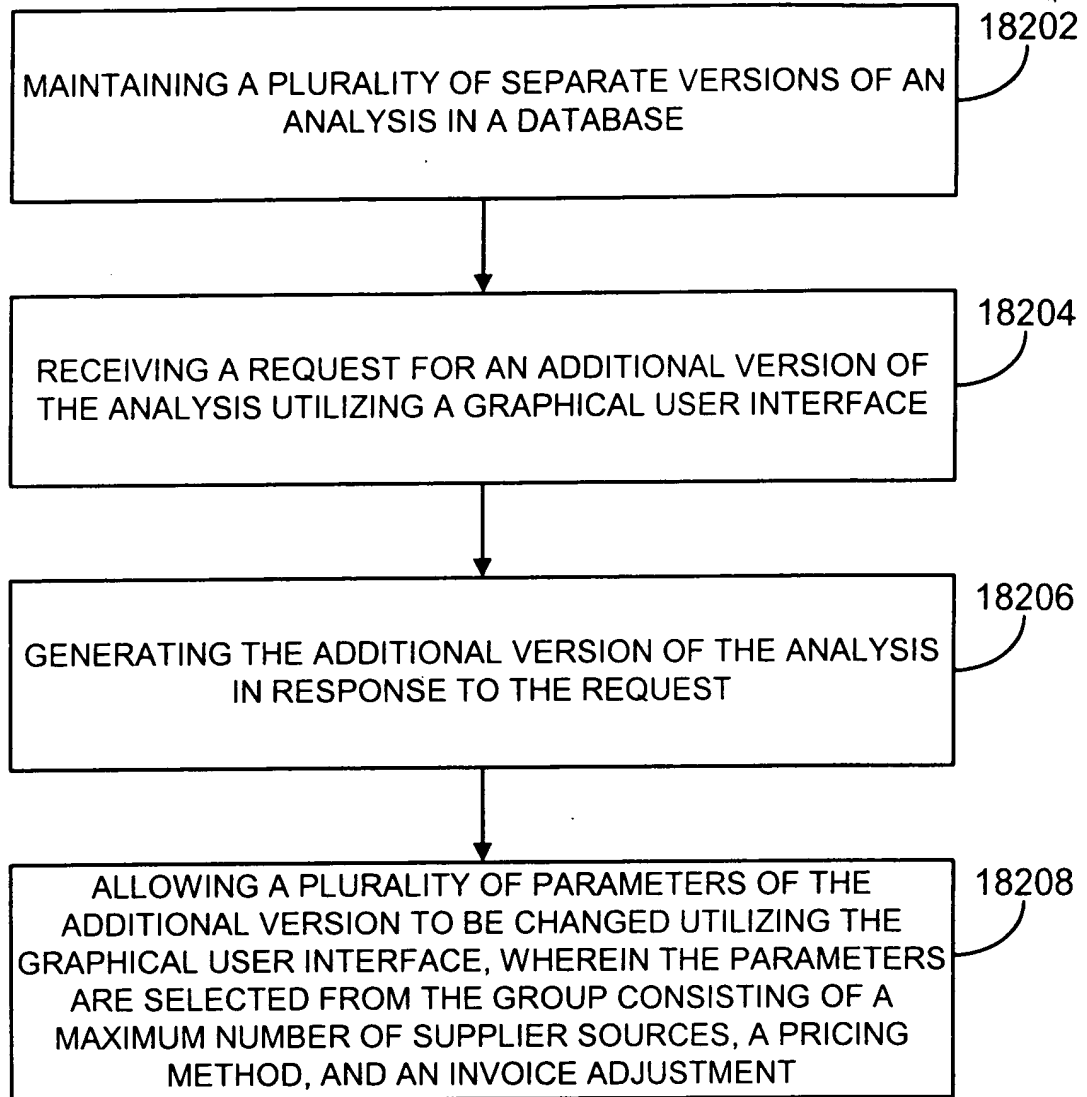 18202
MAINTAINING A PLURALITY OF SEPARATE VERSIONS OF AN
ANALYSIS IN A DATABASE
18204
RECEIVING A REQUEST FOR AN ADDITIONAL VERSION OF
THE ANALYSIS UTILIZING A GRAPHICAL USER INTERFACE
18206
GENERATING THE ADDITIONAL VERSION OF THE ANALYSIS
IN RESPONSE TO THE REQUEST
18208
ALLOWING A PLURALITY OF PARAMETERS OF THE
ADDITIONAL VERSION TO BE CHANGED UTILIZING THE
GRAPHICAL USER INTERFACE, WHEREIN THE PARAMETERS
ARE SELECTED FROM THE GROUP CONSISTING OF A
MAXIMUM NUMBER OF SUPPLIER SOURCES, A PRICING
METHOD, AND AN INVOICE ADJUSTMENT